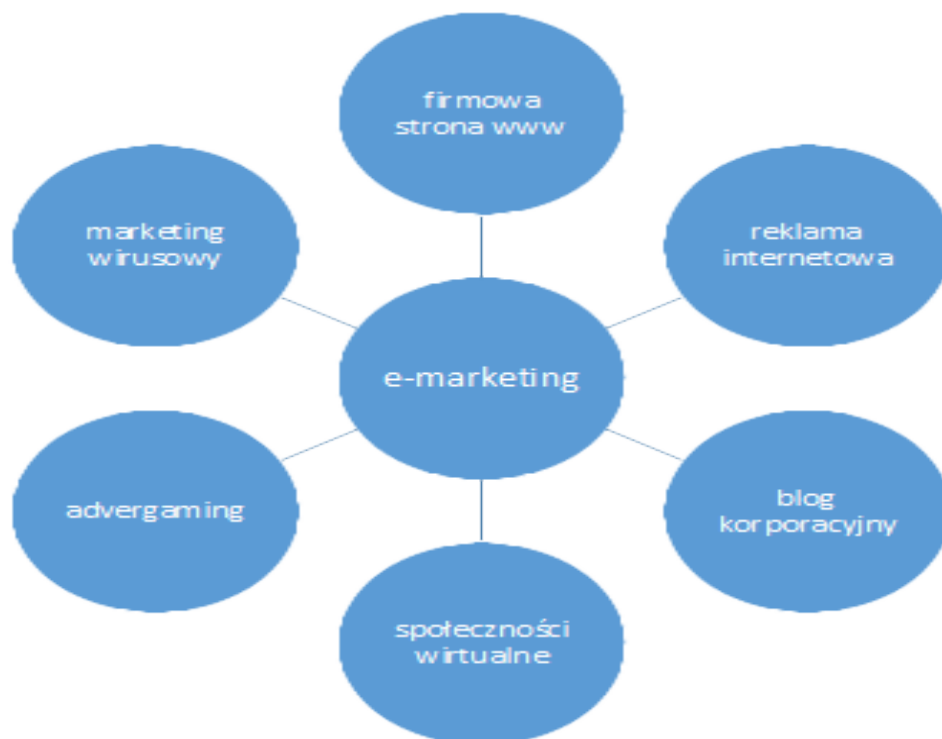 firmowa
strona www
marketing
wirusowy
reklama
internetowa
e-marketing
advergaming
blog
korporacyjny
społeczności
wirtualne